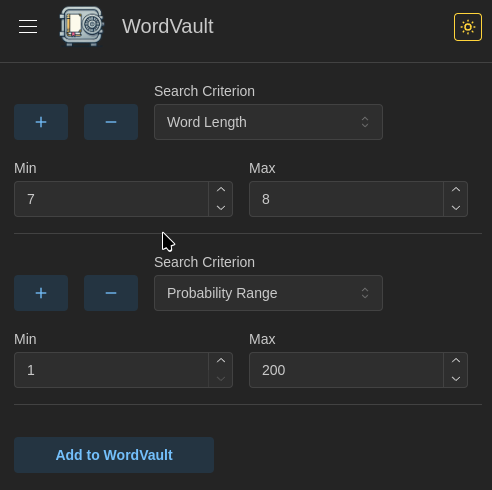 WordVault
Search Criterion
+ − Word Length
Min Max
7 8
Search Criterion
+ − Probability Range
Min Max
1 200
Add to WordVault